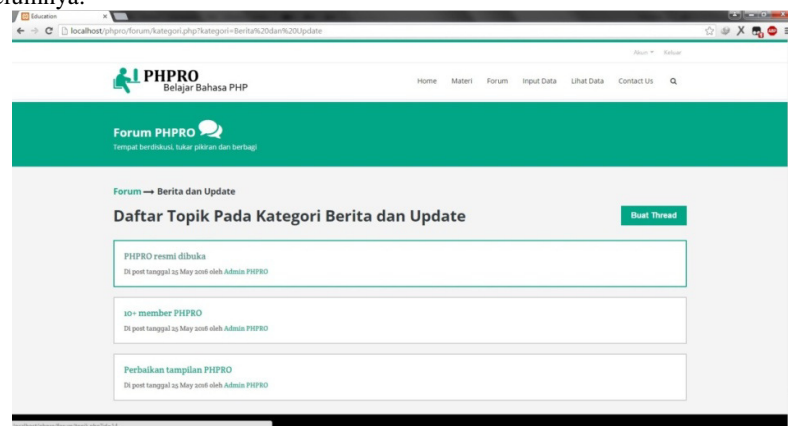 Education
localhost/phpro/forum/kategori.php?kategori=Berita%20dan%20Update
Akun Keluar
PHPRO
Belajar Bahasa PHP
Home Materi Forum Input Data Lihat Data Contact Us
Forum PHPRO
Tempat berdiskusi, tukar pikiran dan berbagi
Forum → Berita dan Update
Daftar Topik Pada Kategori Berita dan Update
Buat Thread
PHPRO resmi dibuka
Di post tanggal 25 May 2016 oleh Admin PHPRO
10+ member PHPRO
Di post tanggal 25 May 2016 oleh Admin PHPRO
Perbaikan tampilan PHPRO
Di post tanggal 25 May 2016 oleh Admin PHPRO